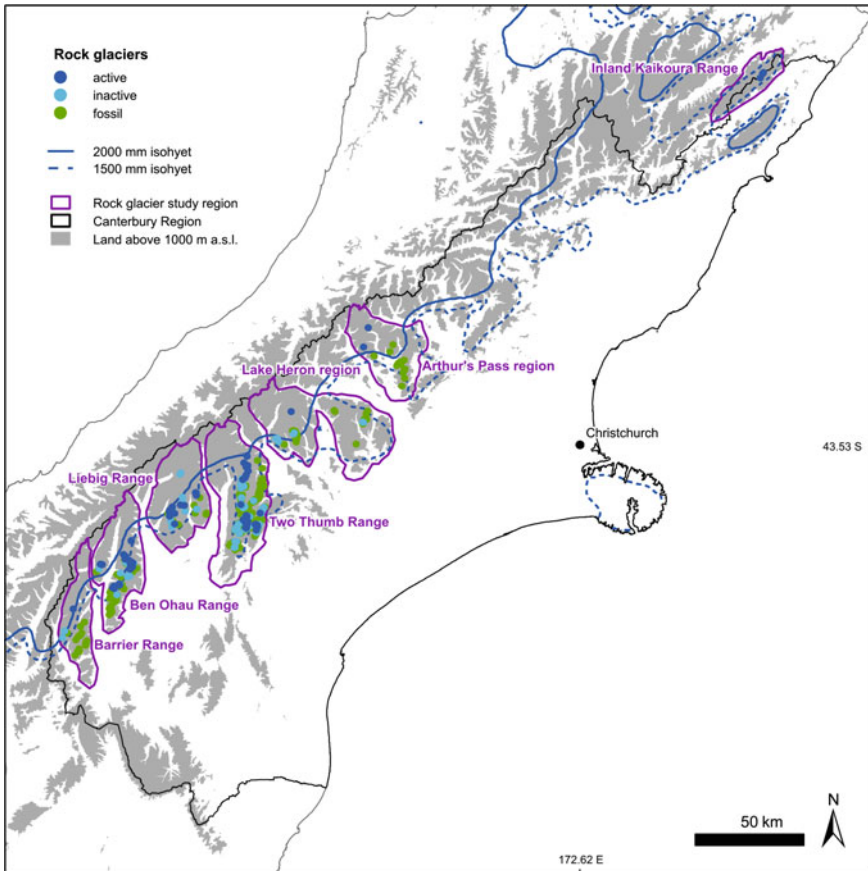 Rock glaciers
active
inactive
fossil
2000 mm isohyet
1500 mm isohyet
Rock glacier study region
Canterbury Region
Land above 1000 m a.s.l.
Inland Kaikoura Range
Lake Heron region
Arthur's Pass region
Christchurch
43.53 S
Liebig Range
Two Thumb Range
Ben Ohau Range
Barrier Range
N
50 km
172.62 E